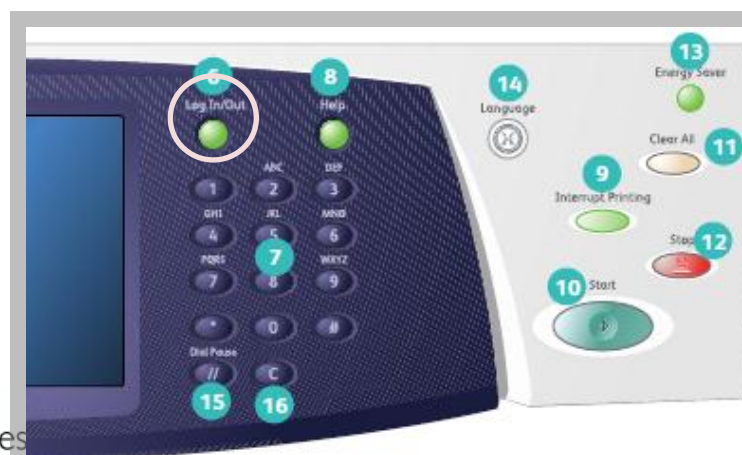 13
6 8 14
Energy Saver
Log In/Out Help Language
Clear All 11
ABC DEF 9
1 2 3 Interrupt Printing
GHI JKL MNO
4 5 6 Stop 12
PQRS 7 WXYZ
7 8 9 10 Start
* 0 #
Dial Pause
// C
15 16
es